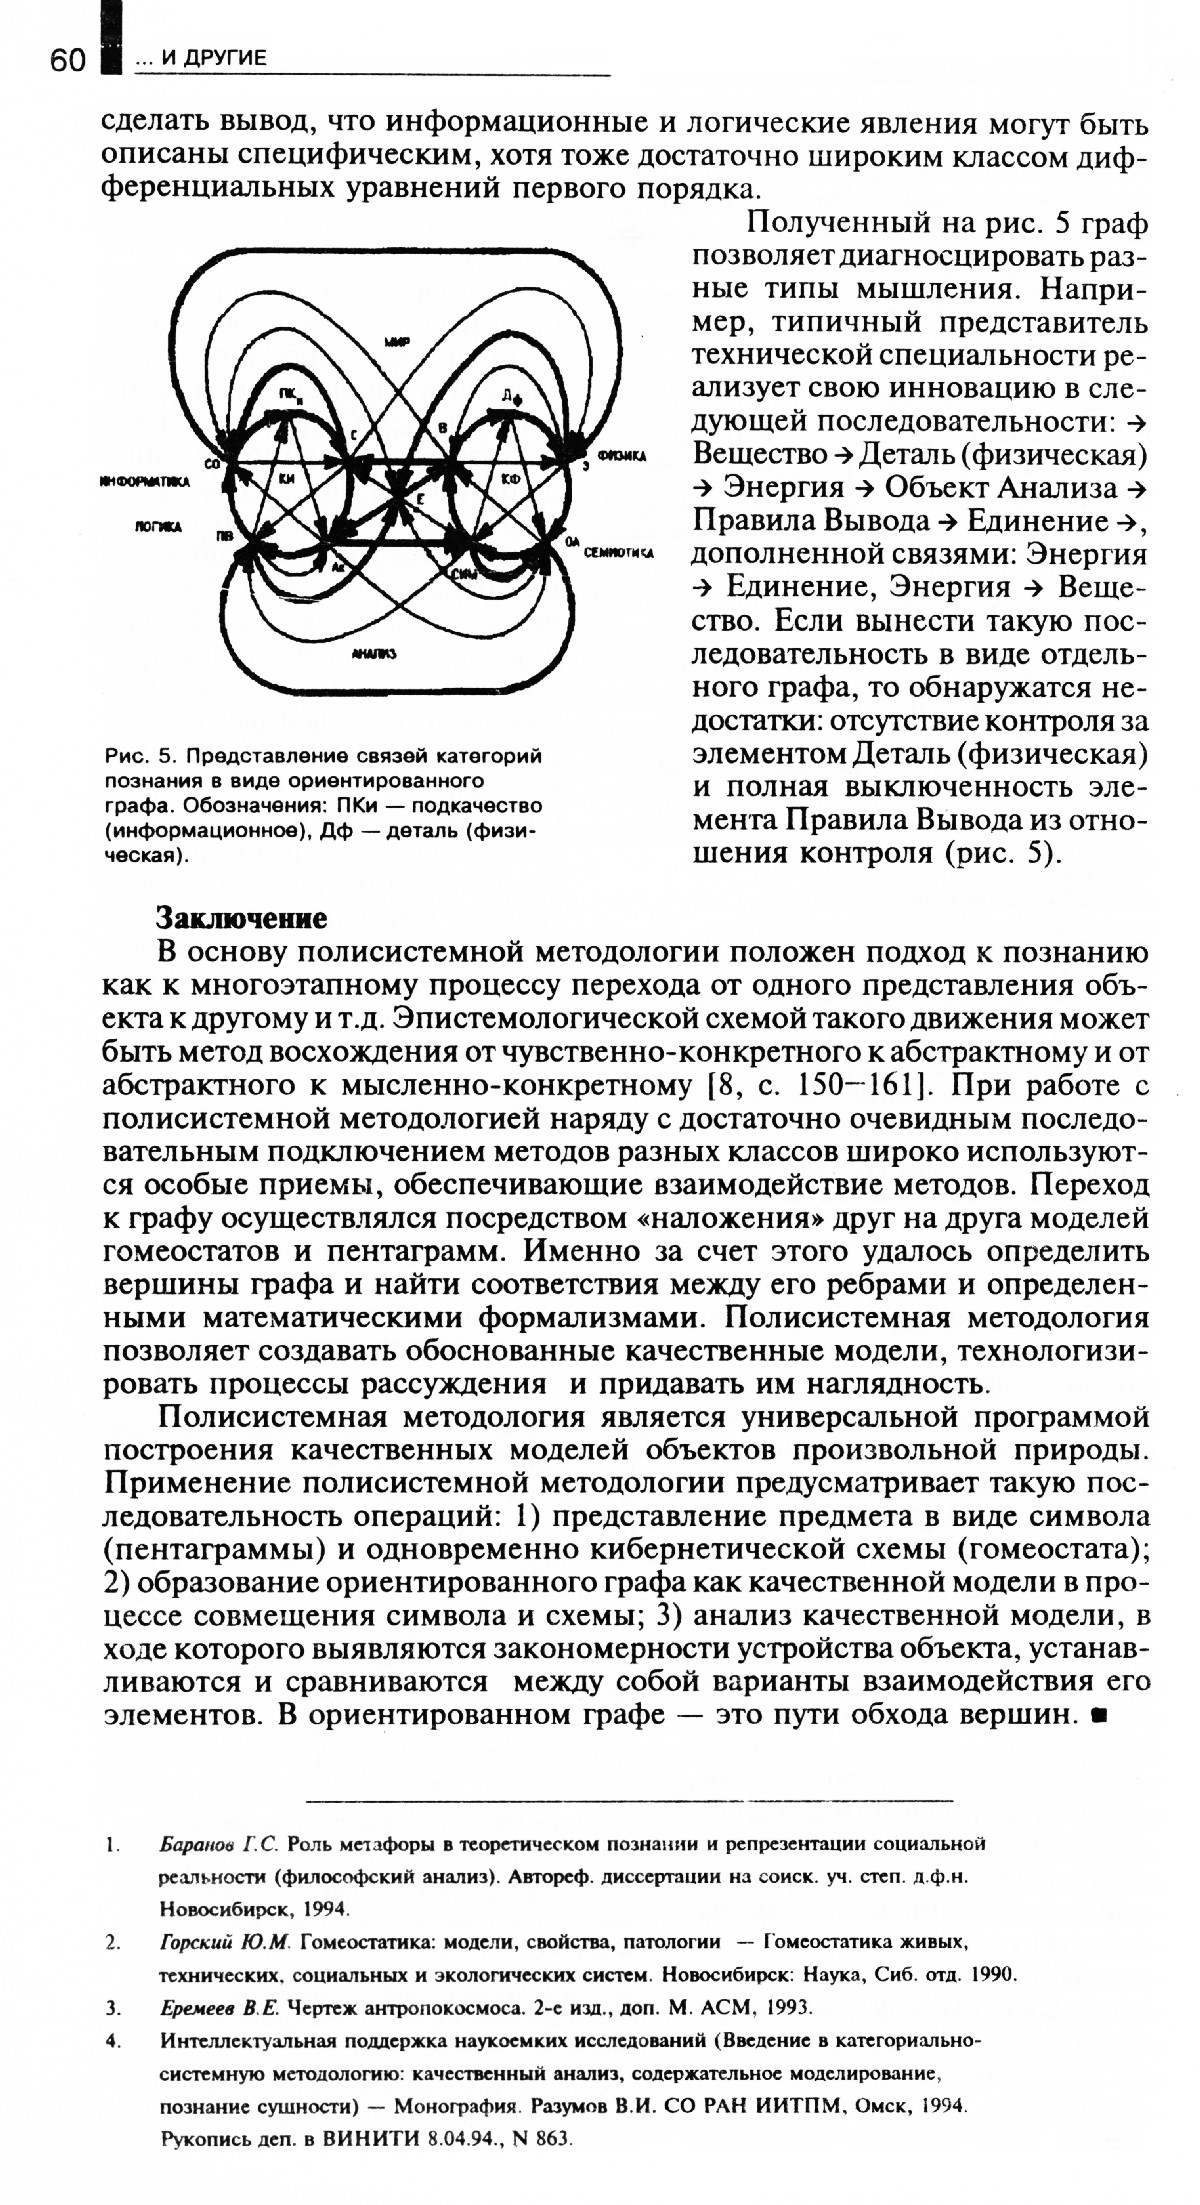 60 ... И ДРУГИЕ
сделать вывод, что информационные и логические явления могут быть
описаны специфическим, хотя тоже достаточно широким классом диф-
ференциальных уравнений первого порядка.
Полученный на рис. 5 граф
позволяет диагносцировать раз-
ные типы мышления. Напри-
мер, типичный представитель
технической специальности ре-
ализует свою инновацию в сле-
дующей последовательности: →
Вещество → Деталь (физическая)
→ Энергия → Объект Анализа →
Правила Вывода → Единение →,
дополненной связями: Энергия
→ Единение, Энергия → Веще-
ство. Если вынести такую пос-
ледовательность в виде отдель-
ного графа, то обнаружатся не-
достатки: отсутствие контроля за
элементом Деталь (физическая)
и полная выключенность эле-
мента Правила Вывода из отно-
шения контроля (рис. 5).
МИР
ПКи
Дф
С
В
СО
Э
ФИЗИКА
ИНФОРМАТИКА
КИ
Е
КФ
ЛОГИКА
ПВ
Ак
СИМ
ОА
СЕМИОТИКА
АНАЛИЗ
Рис. 5. Представление связей категорий
познания в виде ориентированного
графа. Обозначения: ПКи — подкачество
(информационное), Дф — деталь (физи-
ческая).
Заключение
В основу полисистемной методологии положен подход к познанию
как к многоэтапному процессу перехода от одного представления объ-
екта к другому и т.д. Эпистемологической схемой такого движения может
быть метод восхождения от чувственно-конкретного к абстрактному и от
абстрактного к мысленно-конкретному [8, с. 150—161]. При работе с
полисистемной методологией наряду с достаточно очевидным последо-
вательным подключением методов разных классов широко используют-
ся особые приемы, обеспечивающие взаимодействие методов. Переход
к графу осуществлялся посредством «наложения» друг на друга моделей
гомеостатов и пентаграмм. Именно за счет этого удалось определить
вершины графа и найти соответствия между его ребрами и определен-
ными математическими формализмами. Полисистемная методология
позволяет создавать обоснованные качественные модели, технологизи-
ровать процессы рассуждения и придавать им наглядность.
Полисистемная методология является универсальной программой
построения качественных моделей объектов произвольной природы.
Применение полисистемной методологии предусматривает такую пос-
ледовательность операций: 1) представление предмета в виде символа
(пентаграммы) и одновременно кибернетической схемы (гомеостата);
2) образование ориентированного графа как качественной модели в про-
цессе совмещения символа и схемы; 3) анализ качественной модели, в
ходе которого выявляются закономерности устройства объекта, устанав-
ливаются и сравниваются между собой варианты взаимодействия его
элементов. В ориентированном графе — это пути обхода вершин. ■
1. Баранов Г.С. Роль метафоры в теоретическом познании и репрезентации социальной
реальности (философский анализ). Автореф. диссертации на соиск. уч. степ. д.ф.н.
Новосибирск, 1994.
2. Горский Ю.М. Гомеостатика: модели, свойства, патологии — Гомеостатика живых,
технических, социальных и экологических систем. Новосибирск: Наука, Сиб. отд. 1990.
3. Еремеев В.Е. Чертеж антропокосмоса. 2-е изд., доп. М. АСМ, 1993.
4. Интеллектуальная поддержка наукоемких исследований (Введение в категориально-
системную методологию: качественный анализ, содержательное моделирование,
познание сущности) — Монография. Разумов В.И. СО РАН ИИТПМ, Омск, 1994.
Рукопись деп. в ВИНИТИ 8.04.94., N 863.